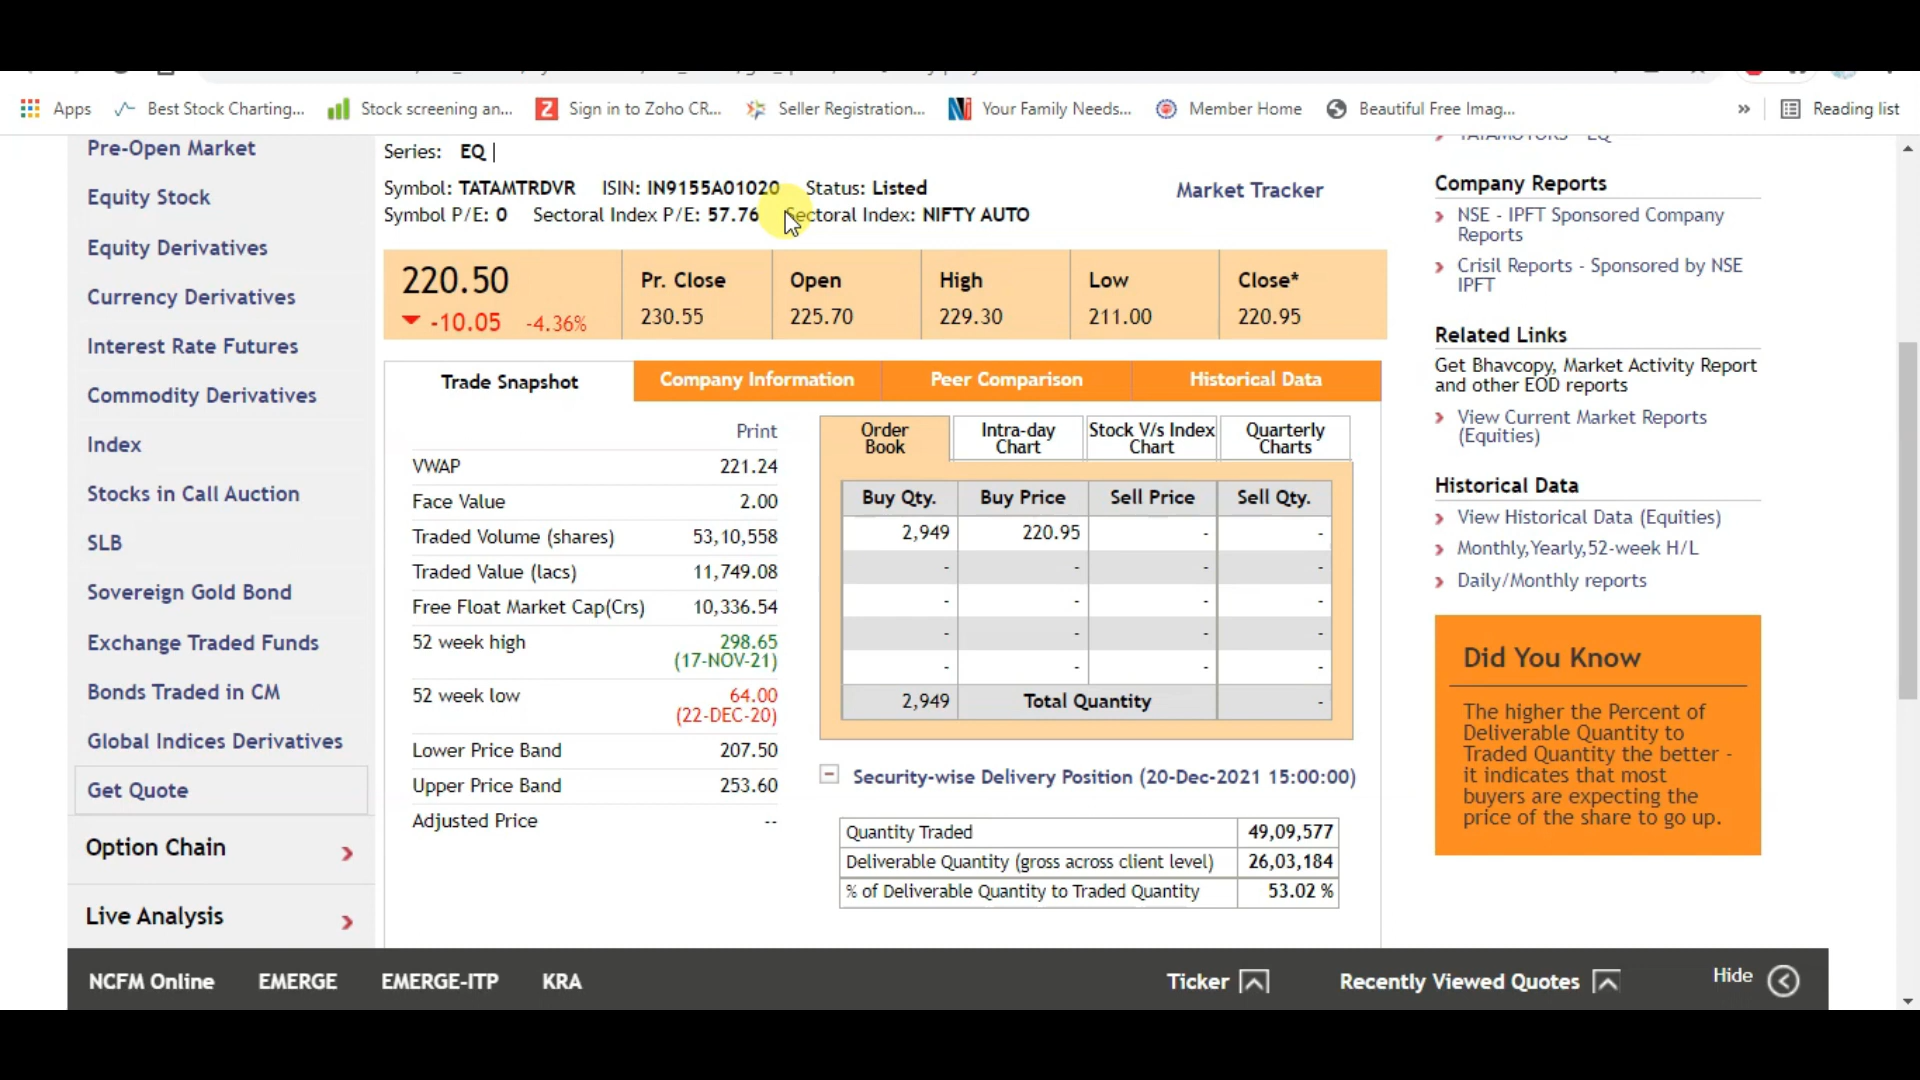 Apps
Best Stock Charting...
Stock screening an...
Sign in to Zoho CR...
Seller Registration...
Your Family Needs...
Member Home
Beautiful Free Imag...
»
Reading list
Pre-Open Market
Equity Stock
Equity Derivatives
Currency Derivatives
Interest Rate Futures
Commodity Derivatives
Index
Stocks in Call Auction
SLB
Sovereign Gold Bond
Exchange Traded Funds
Bonds Traded in CM
Global Indices Derivatives
Get Quote
Option Chain
Live Analysis
Series: EQ |
Symbol: TATAMTRDVR ISIN: IN9155A01020 Status: Listed
Symbol P/E: 0 Sectoral Index P/E: 57.76 Sectoral Index: NIFTY AUTO
Market Tracker
220.50
-10.05 -4.36%
Pr. Close Open High Low Close*
230.55 225.70 229.30 211.00 220.95
Trade Snapshot Company Information Peer Comparison Historical Data
Print
VWAP 221.24
Face Value 2.00
Traded Volume (shares) 53,10,558
Traded Value (lacs) 11,749.08
Free Float Market Cap(Crs) 10,336.54
52 week high 298.65
(17-NOV-21)
52 week low 64.00
(22-DEC-20)
Lower Price Band 207.50
Upper Price Band 253.60
Adjusted Price --
Order
Book
Intra-day
Chart
Stock V/s Index
Chart
Quarterly
Charts
Buy Qty. Buy Price Sell Price Sell Qty.
2,949 220.95 - -
- - - -
- - - -
- - - -
- - - -
2,949 Total Quantity -
Security-wise Delivery Position (20-Dec-2021 15:00:00)
Quantity Traded 49,09,577
Deliverable Quantity (gross across client level) 26,03,184
% of Deliverable Quantity to Traded Quantity 53.02 %
TATAMOTORS - EQ
Company Reports
NSE - IPFT Sponsored Company
Reports
Crisil Reports - Sponsored by NSE
IPFT
Related Links
Get Bhavcopy, Market Activity Report
and other EOD reports
View Current Market Reports
(Equities)
Historical Data
View Historical Data (Equities)
Monthly,Yearly,52-week H/L
Daily/Monthly reports
Did You Know
The higher the Percent of
Deliverable Quantity to
Traded Quantity the better -
it indicates that most
buyers are expecting the
price of the share to go up.
NCFM Online EMERGE EMERGE-ITP KRA Ticker Recently Viewed Quotes Hide